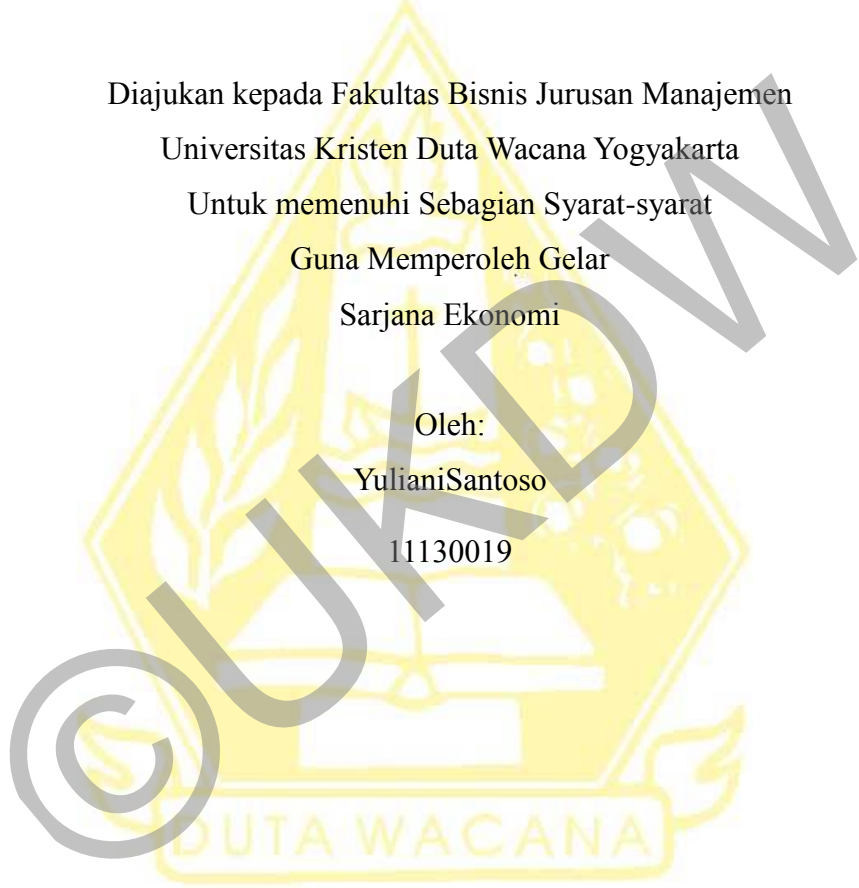 Diajukan kepada Fakultas Bisnis Jurusan Manajemen
Universitas Kristen Duta Wacana Yogyakarta
Untuk memenuhi Sebagian Syarat-syarat
Guna Memperoleh Gelar
Sarjana Ekonomi
Oleh:
YulianiSantoso
11130019
©UKDW
DUTA WACANA